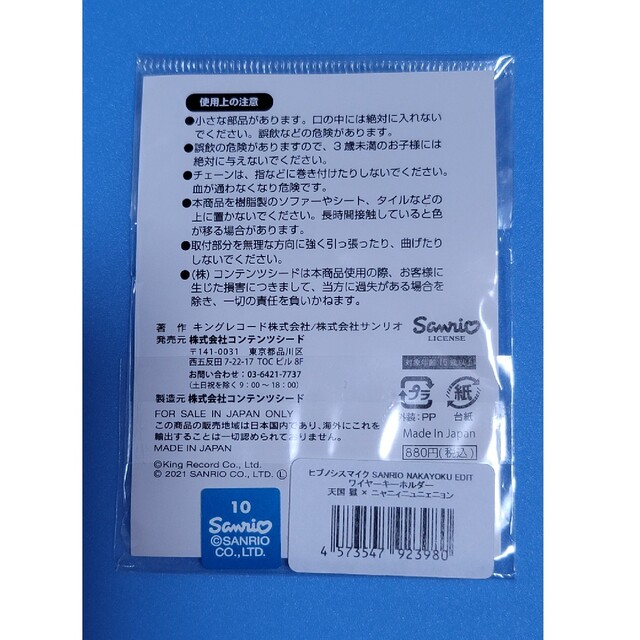 使用上の注意
●小さな部品があります。口の中には絶対に入れない
でください。誤飲などの危険があります。
●誤飲の危険がありますので、3歳未満のお子様には
絶対に与えないでください。
●チェーンは、指などに巻き付けたりしないでください。
血が通わなくなり危険です。
●本商品を樹脂製のソファーやシート、タイルなどの
上に置かないでください。長時間接触していると色
が移る場合があります。
●取付部分を無理な方向に強く引っ張ったり、曲げたり
しないでください。
●(株)コンテンツシードは本商品使用の際、お客様に
生じた損害につきまして、当方に過失がある場合を
除き、一切の責任を負いかねます。
著 作 キングレコード株式会社/株式会社サンリオ
発売元 株式会社コンテンツシード
〒141-0031 東京都品川区
西五反田7-22-17 TOCビル8F
お問い合わせ:03-6421-7737
(土日祝を除く9:00~18:00)
製造元 株式会社コンテンツシード
FOR SALE IN JAPAN ONLY
この商品の販売地域は日本国内であり、海外にこれを
輸出することは一切認められておりません。
MADE IN JAPAN
©King Record Co., Ltd.
© 2021 SANRIO CO., LTD. Ⓛ
Sanrio
LICENSE
対象年齢15歳以上
プラ
紙
外装:PP
台紙
Made In Japan
880円(税込)
10
Sanrio
©SANRIO
CO., LTD.
ヒプノシスマイク SANRIO NAKAYOKU EDIT
ワイヤーキーホルダー
天国 獄 × ニャニィニュニェニョン
4 573547 923980